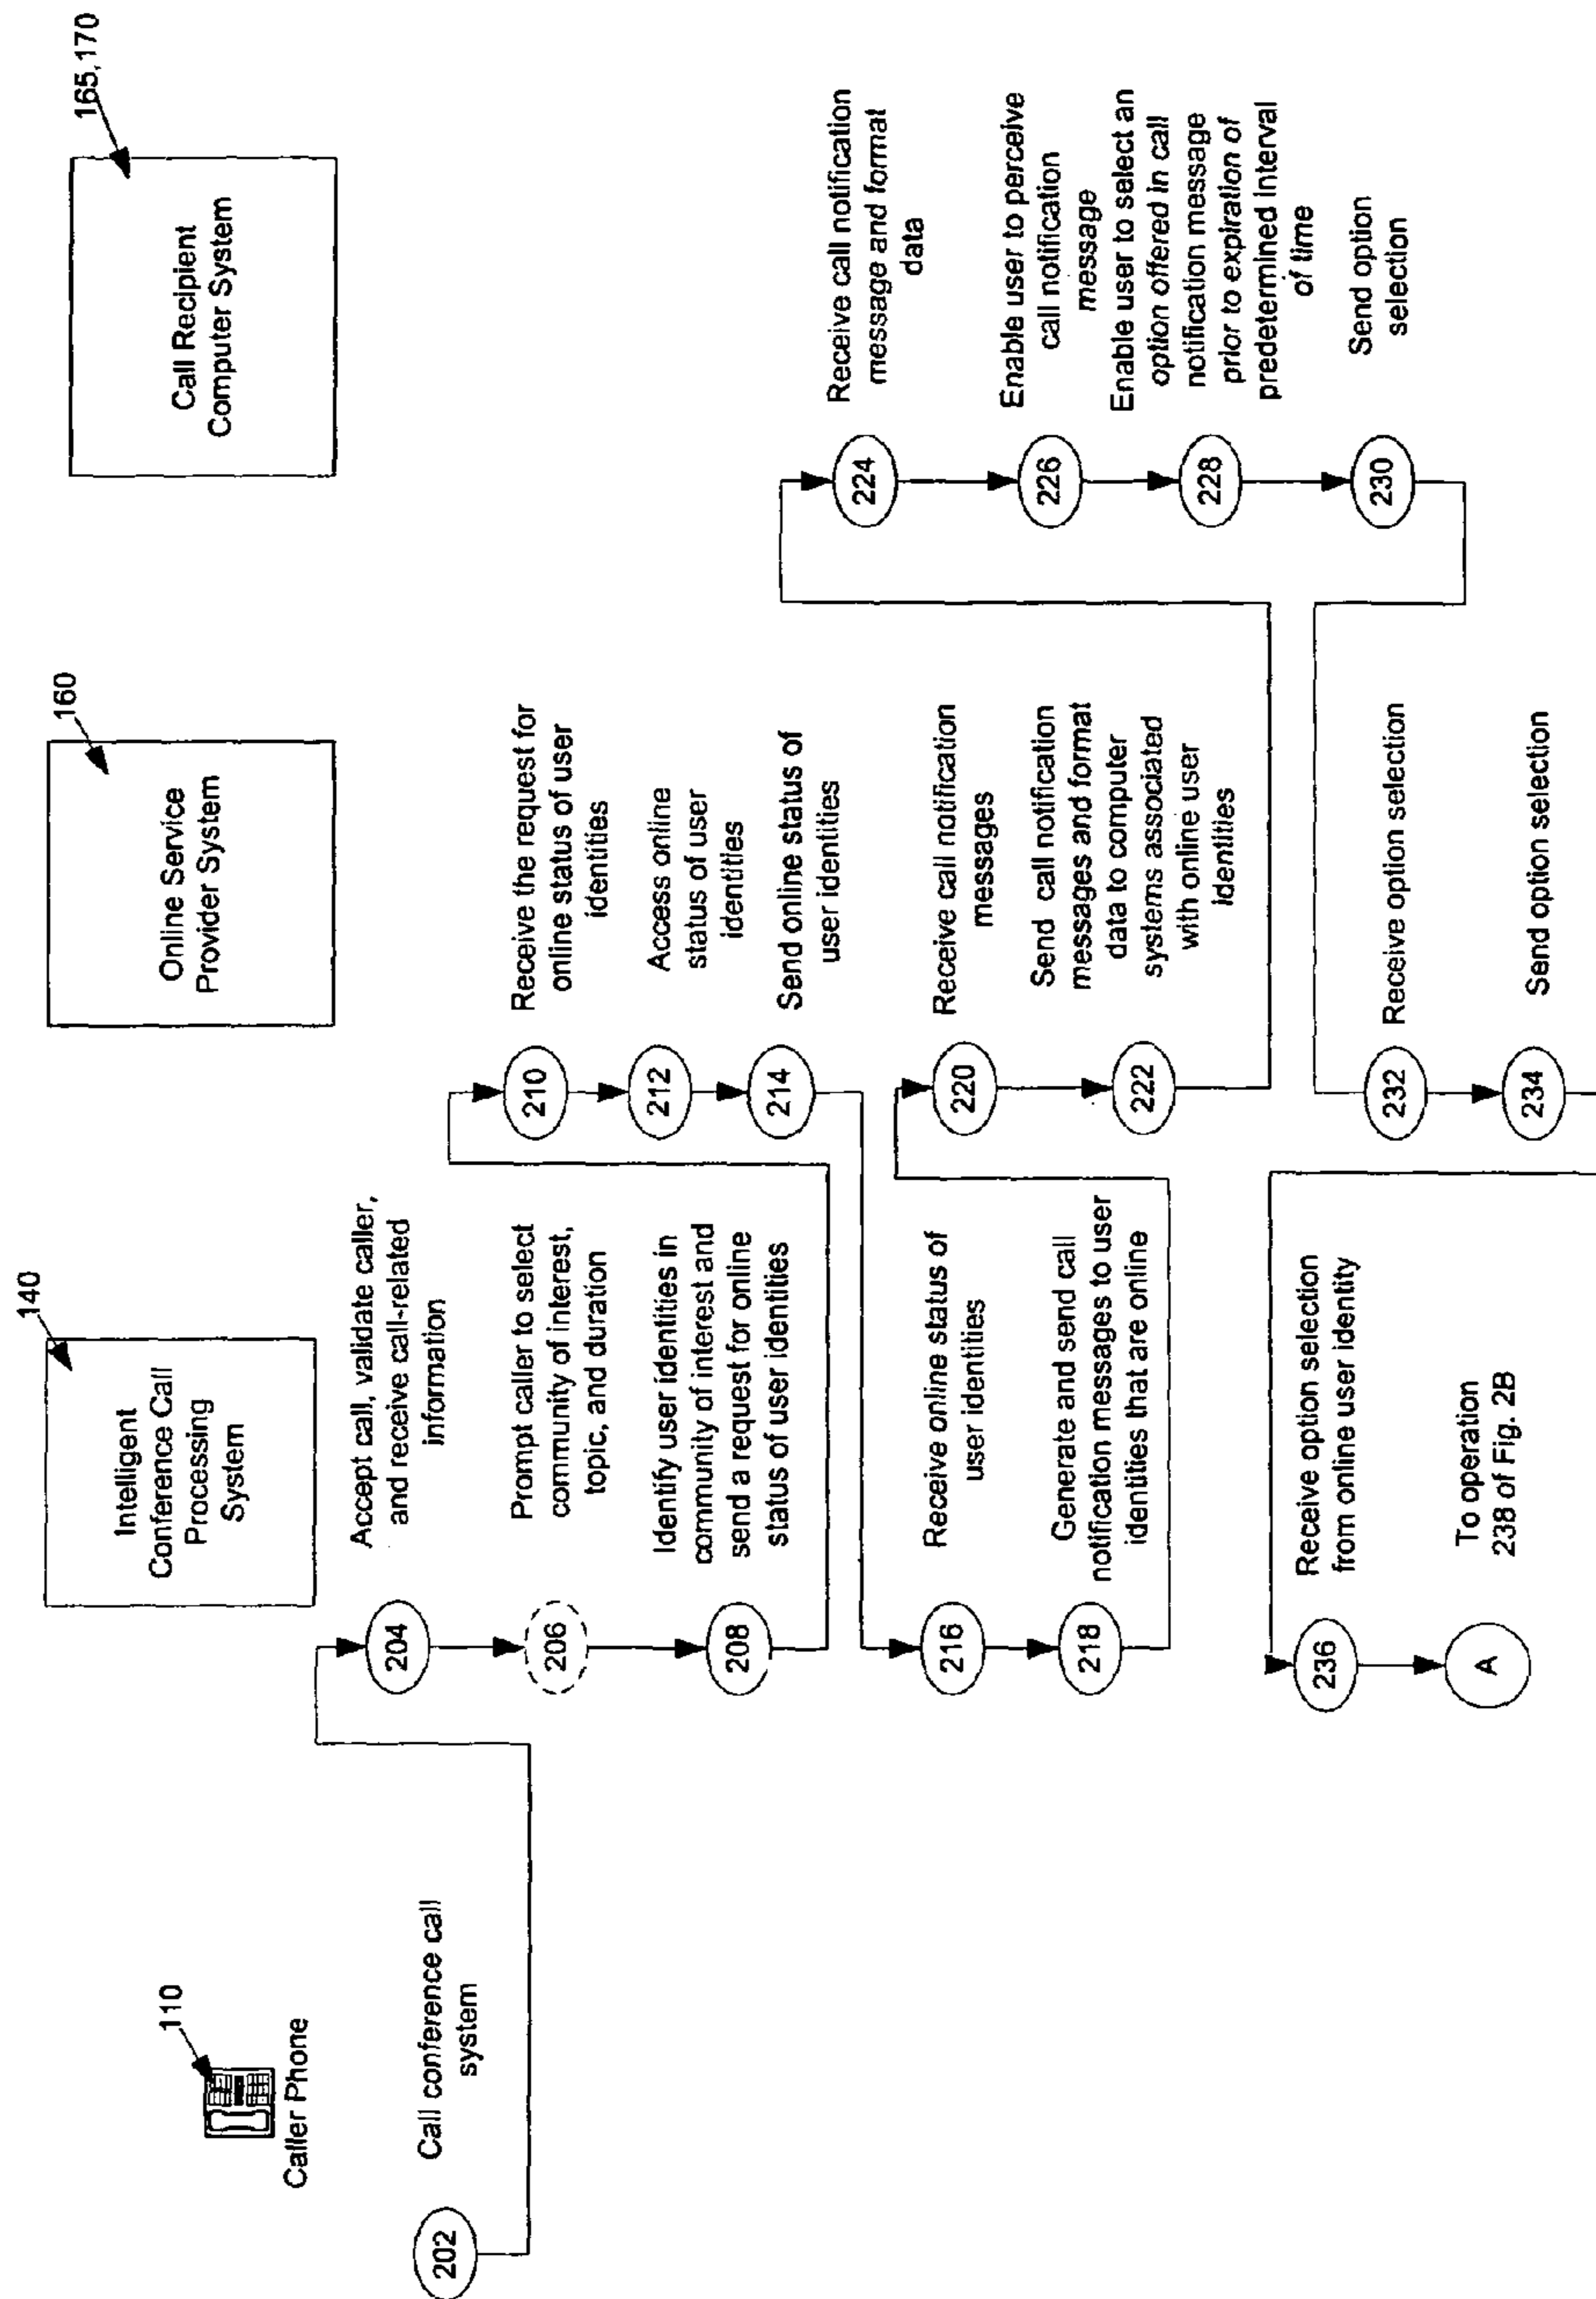 110
Caller Phone
140
Intelligent
Conference Call
Processing
System
160
Online Service
Provider System
165,170
Call Recipient
Computer System
202
Call conference call
system
204
Accept call, validate caller,
and receive call-related
information
206
Prompt caller to select
community of interest,
topic, and duration
208
Identify user identities in
community of interest and
send a request for online
status of user identities
210
Receive the request for
online status of user
identities
212
Access online
status of user
identities
214
Send online status of
user identities
216
Receive online status of
user identities
218
Generate and send call
notification messages to user
identities that are online
220
Receive call notification
messages
222
Send call notification
messages and format
data to computer
systems associated
with online user
identities
224
Receive call notification
message and format
data
226
Enable user to perceive
call notification
message
228
Enable user to select an
option offered in call
notification message
prior to expiration of
predetermined interval
of time
230
Send option
selection
232
Receive option selection
234
Send option selection
236
Receive option selection
from online user identity
A
To operation
238 of Fig. 2B